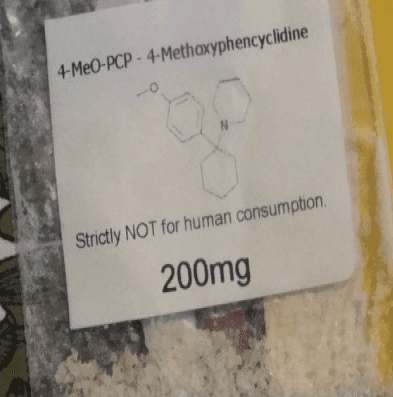 4-MeO-PCP - 4-Methoxyphencyclidine
O
N
Strictly NOT for human consumption.
200mg